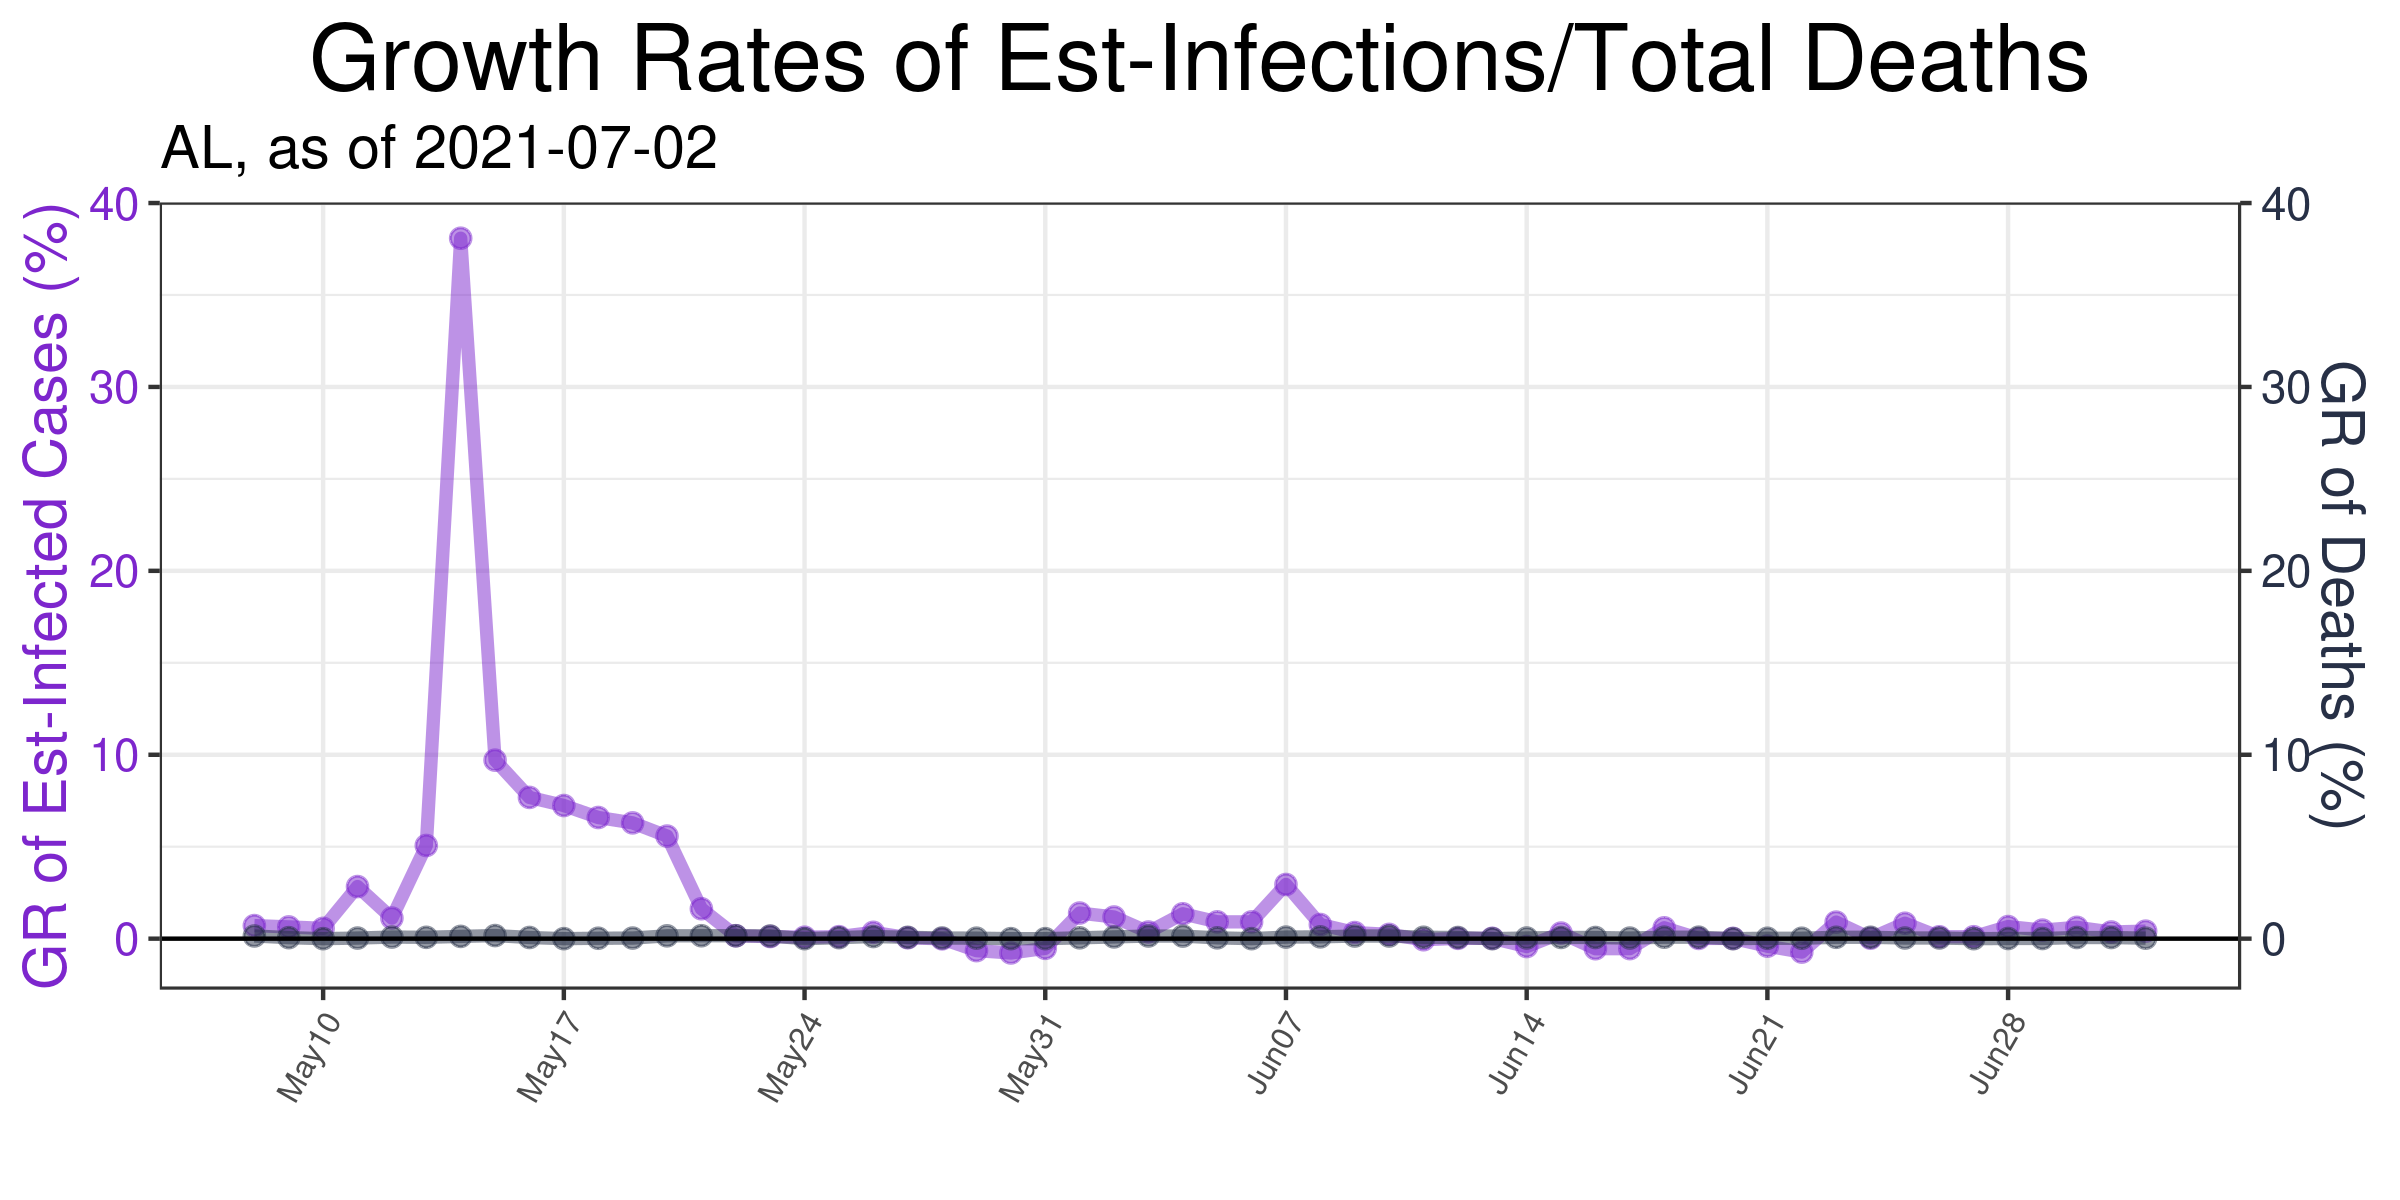 Growth Rates of Est-Infections/Total Deaths
AL, as of 2021-07-02
GR of Est-Infected Cases (%)
40
30
20
10
0
40
30
20
10
0
GR of Deaths (%)
May10
May17
May24
May31
Jun07
Jun14
Jun21
Jun28